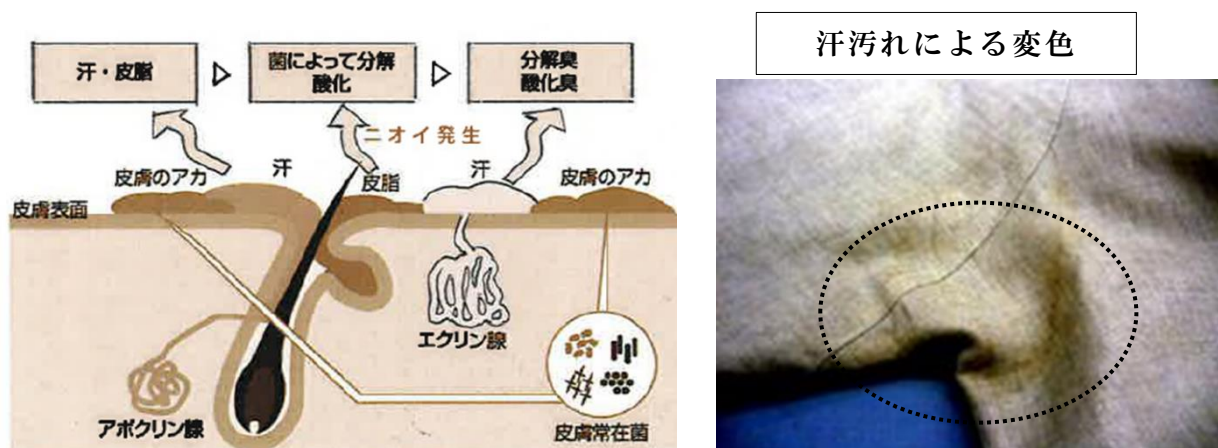 汗・皮脂
菌によって分解
酸化
分解臭
酸化臭
ニオイ発生
汗
皮膚のアカ
皮脂
汗
皮膚のアカ
皮膚表面
エクリン腺
アポクリン腺
皮膚常在菌
汗汚れによる変色